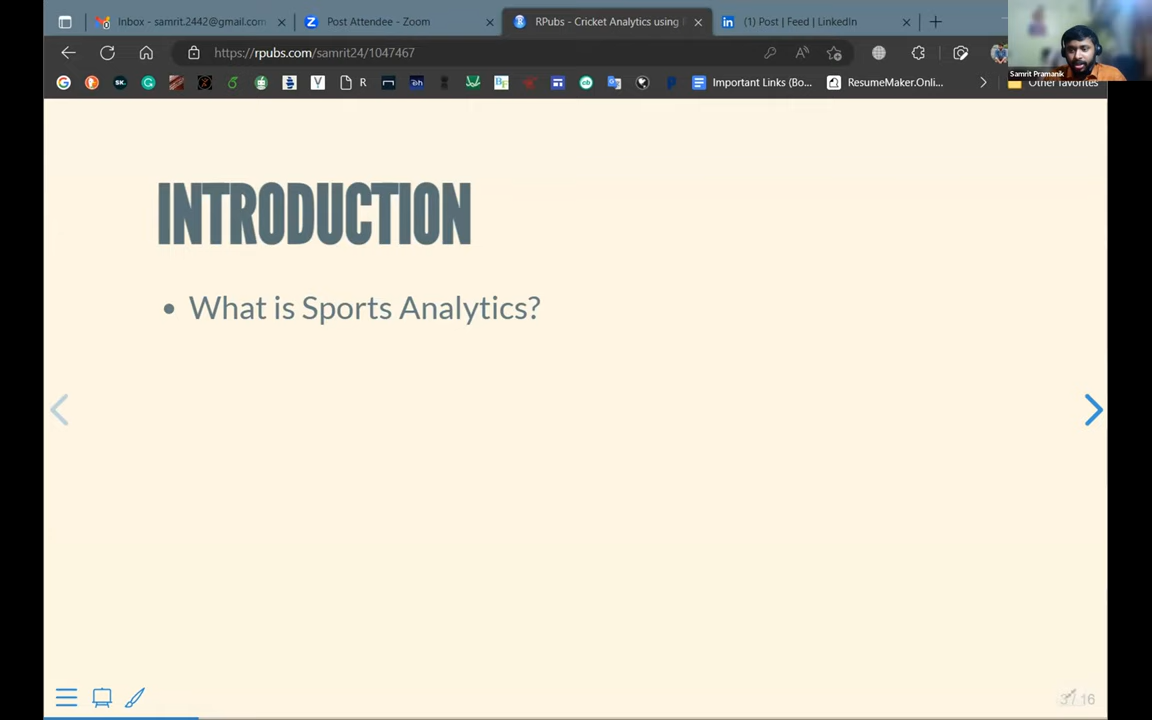 Inbox - samrit.2442@gmail.com
Post Attendee - Zoom
RPubs - Cricket Analytics using
(1) Post | Feed | LinkedIn
https://rpubs.com/samrit24/1047467
Samrit Pramanik
R
Important Links (Bo...
ResumeMaker.Onli...
Other favorites
INTRODUCTION
• What is Sports Analytics?
3 / 16